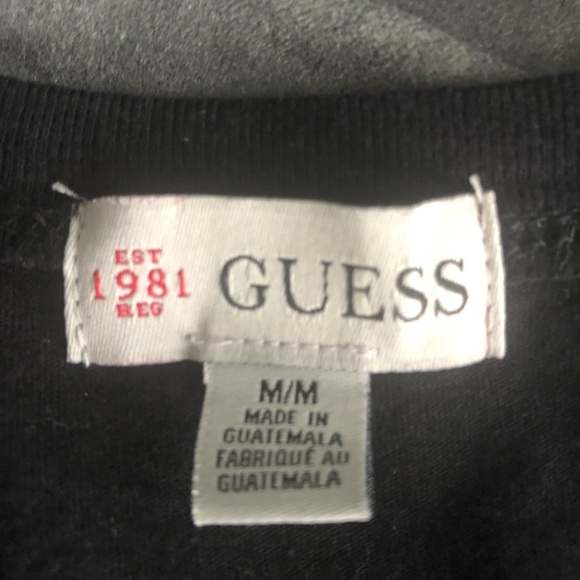 EST
1981
REG
GUESS
M/M
MADE IN
GUATEMALA
FABRIQUÉ AU
GUATEMALA